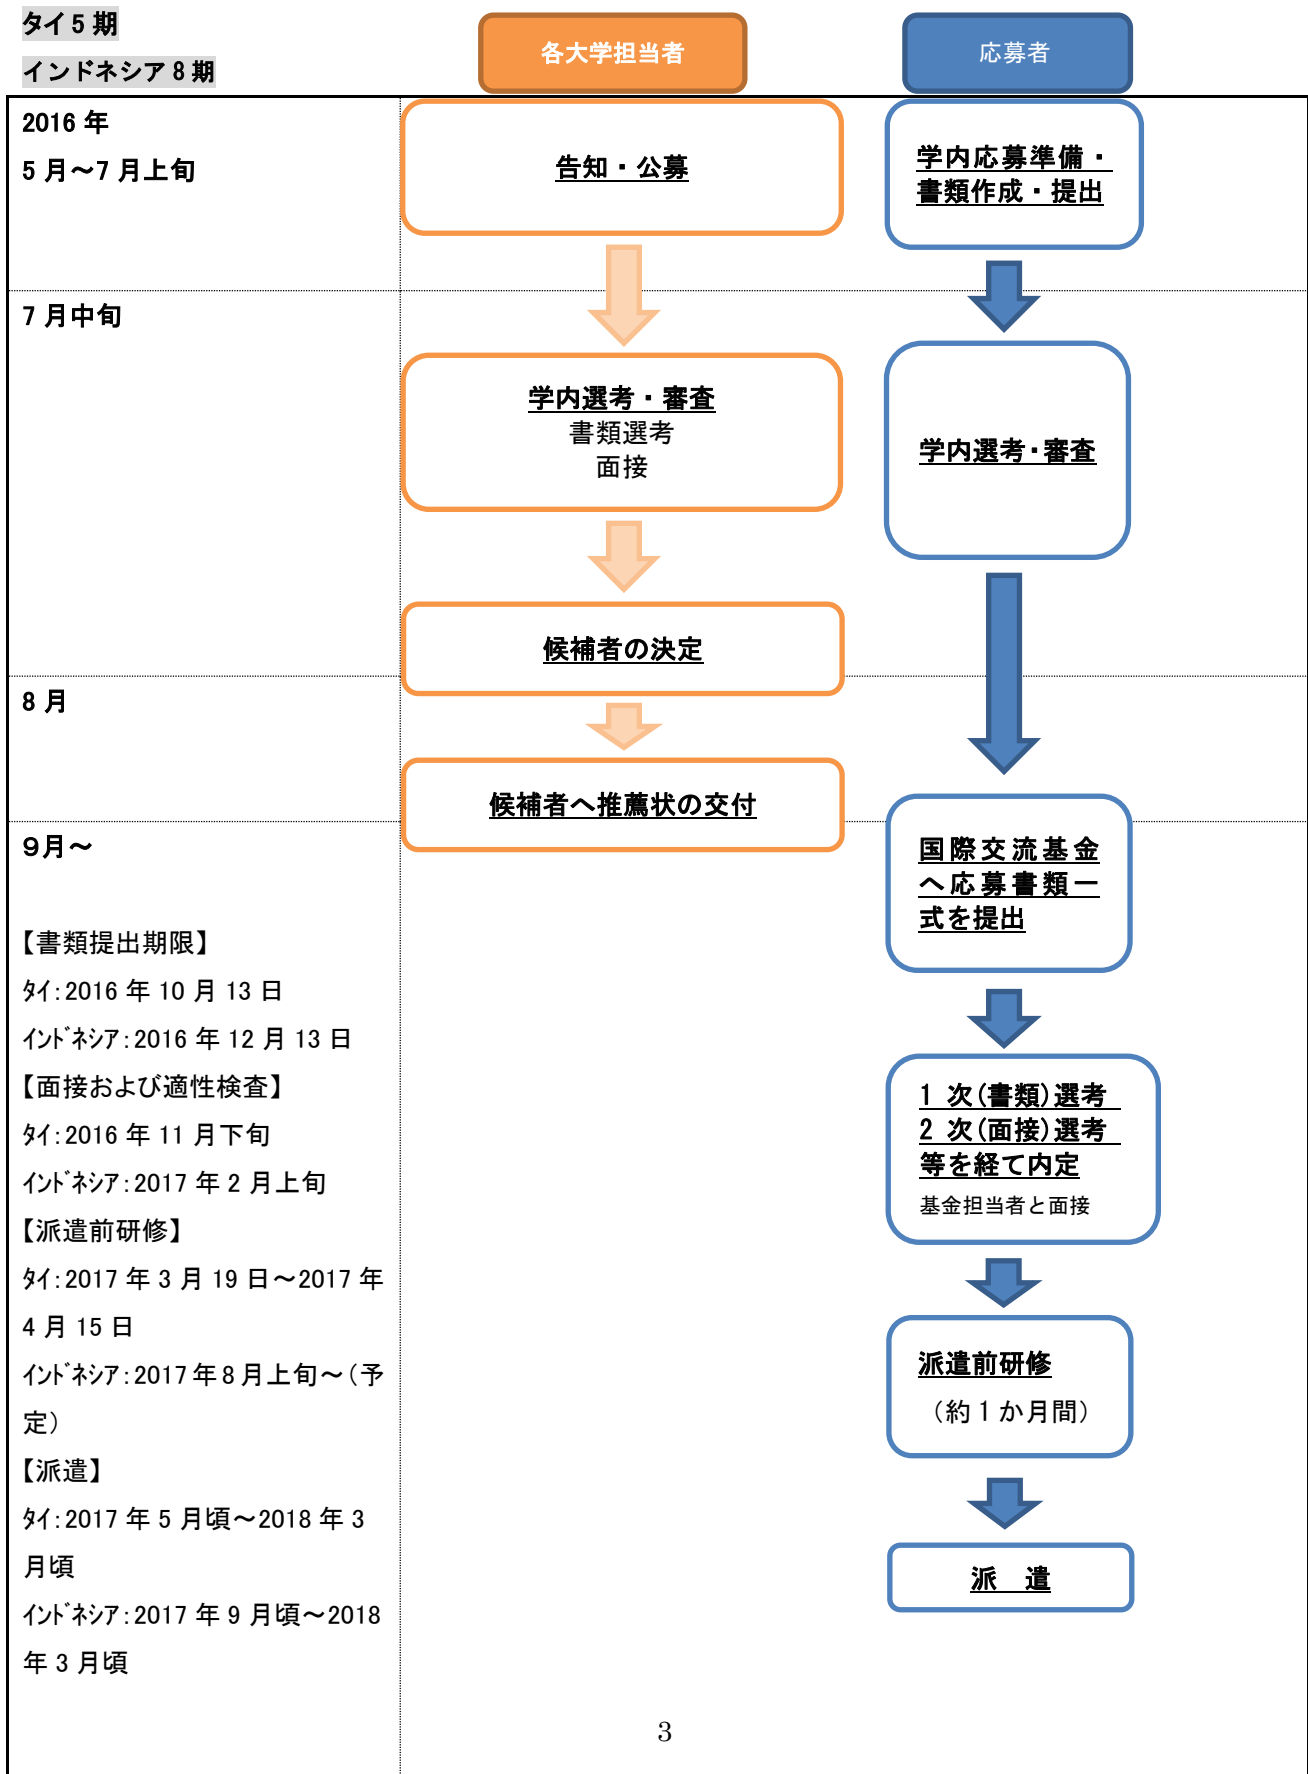 タイ5期
インドネシア8期
各大学担当者
応募者
2016年
5月～7月上旬
告知・公募
学内応募準備・
書類作成・提出
7月中旬
学内選考・審査
書類選考
面接
学内選考・審査
候補者の決定
8月
候補者へ推薦状の交付
9月～
国際交流基金
へ応募書類一
式を提出
【書類提出期限】
ﾀｲ:2016年10月13日
ｲﾝﾄﾞﾈｼｱ:2016年12月13日
【面接および適性検査】
ﾀｲ:2016年11月下旬
ｲﾝﾄﾞﾈｼｱ:2017年2月上旬
【派遣前研修】
ﾀｲ:2017年3月19日～2017年
4月15日
ｲﾝﾄﾞﾈｼｱ:2017年8月上旬～(予
定)
【派遣】
ﾀｲ:2017年5月頃～2018年3
月頃
ｲﾝﾄﾞﾈｼｱ:2017年9月頃～2018
年3月頃
1 次(書類)選考
2 次(面接)選考
等を経て内定
基金担当者と面接
派遣前研修
（約1か月間）
派　遣
3